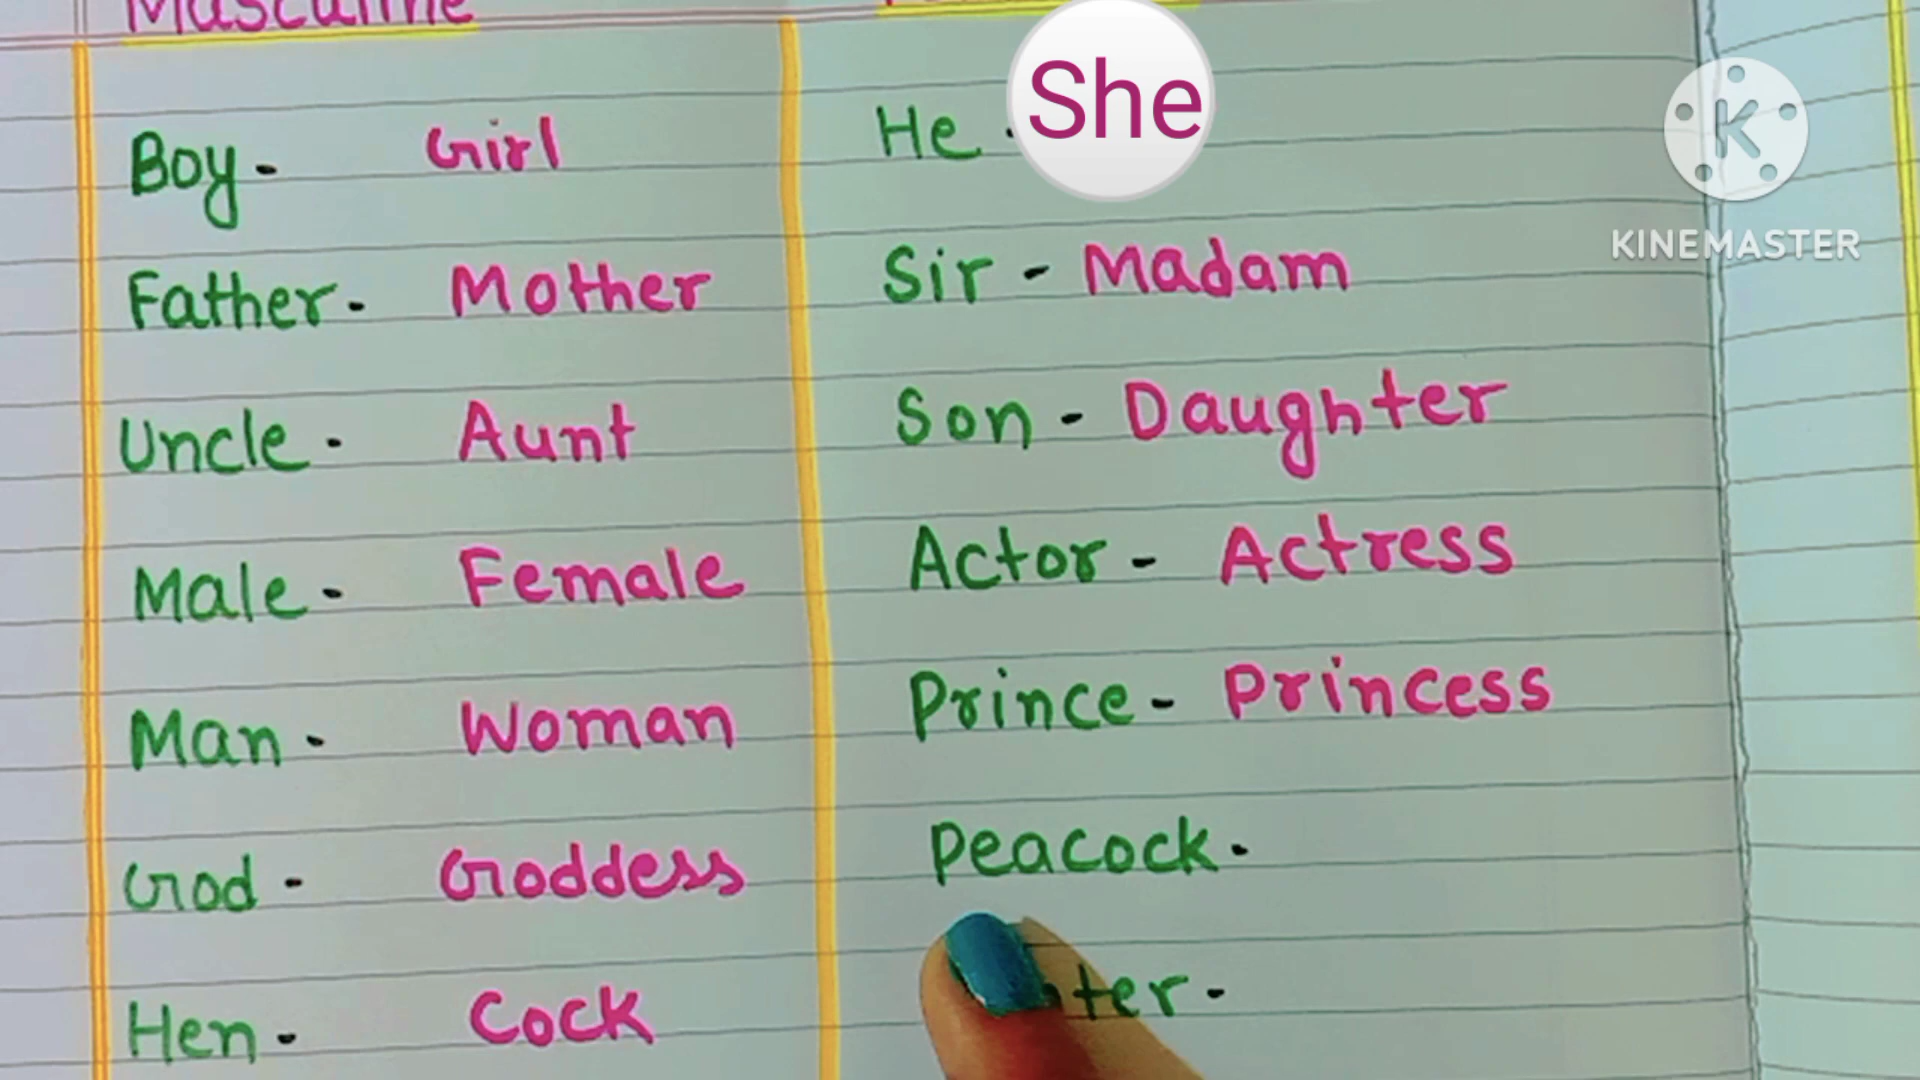 Masculine
Boy - Girl
Father - Mother
Uncle - Aunt
Male - Female
Man - Woman
God - Goddess
Hen - Cock
He - She
Sir - Madam
Son - Daughter
Actor - Actress
Prince - Princess
Peacock -
KINEMASTER